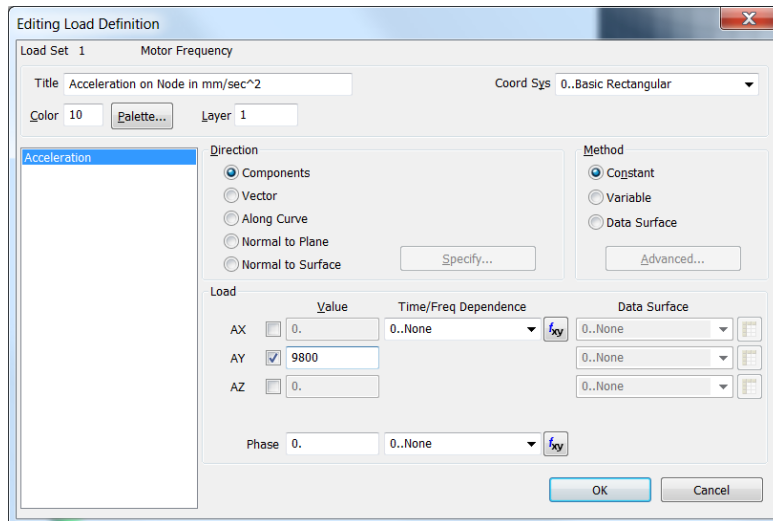 Editing Load Definition
Load Set 1 Motor Frequency
Title Acceleration on Node in mm/sec^2 Coord Sys 0..Basic Rectangular
Color 10 Palette... Layer 1
Acceleration
Direction
Components
Vector
Along Curve
Normal to Plane
Normal to Surface
Specify...
Method
Constant
Variable
Data Surface
Advanced...
Load
Value Time/Freq Dependence Data Surface
AX 0. 0..None fxy 0..None
AY 9800 0..None
AZ 0. 0..None
Phase 0. 0..None fxy
OK Cancel